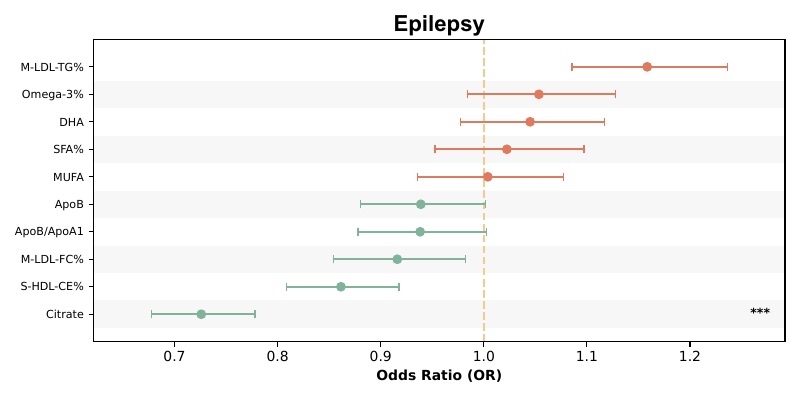 Epilepsy
M-LDL-TG%
Omega-3%
DHA
SFA%
MUFA
ApoB
ApoB/ApoA1
M-LDL-FC%
S-HDL-CE%
Citrate
***
0.7 0.8 0.9 1.0 1.1 1.2
Odds Ratio (OR)